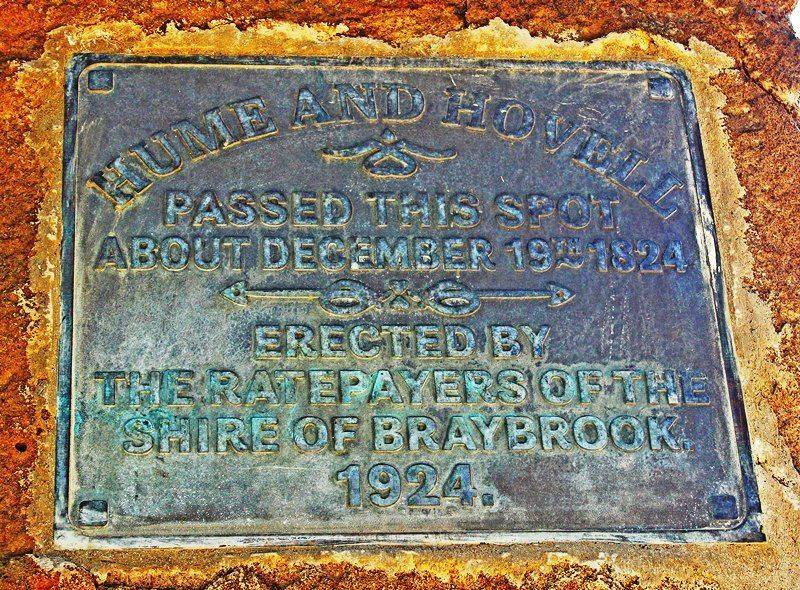 HUME AND HOVELL
PASSED THIS SPOT
ABOUT DECEMBER 19TH 1824
ERECTED BY
THE RATEPAYERS OF THE
SHIRE OF BRAYBROOK.
1924.